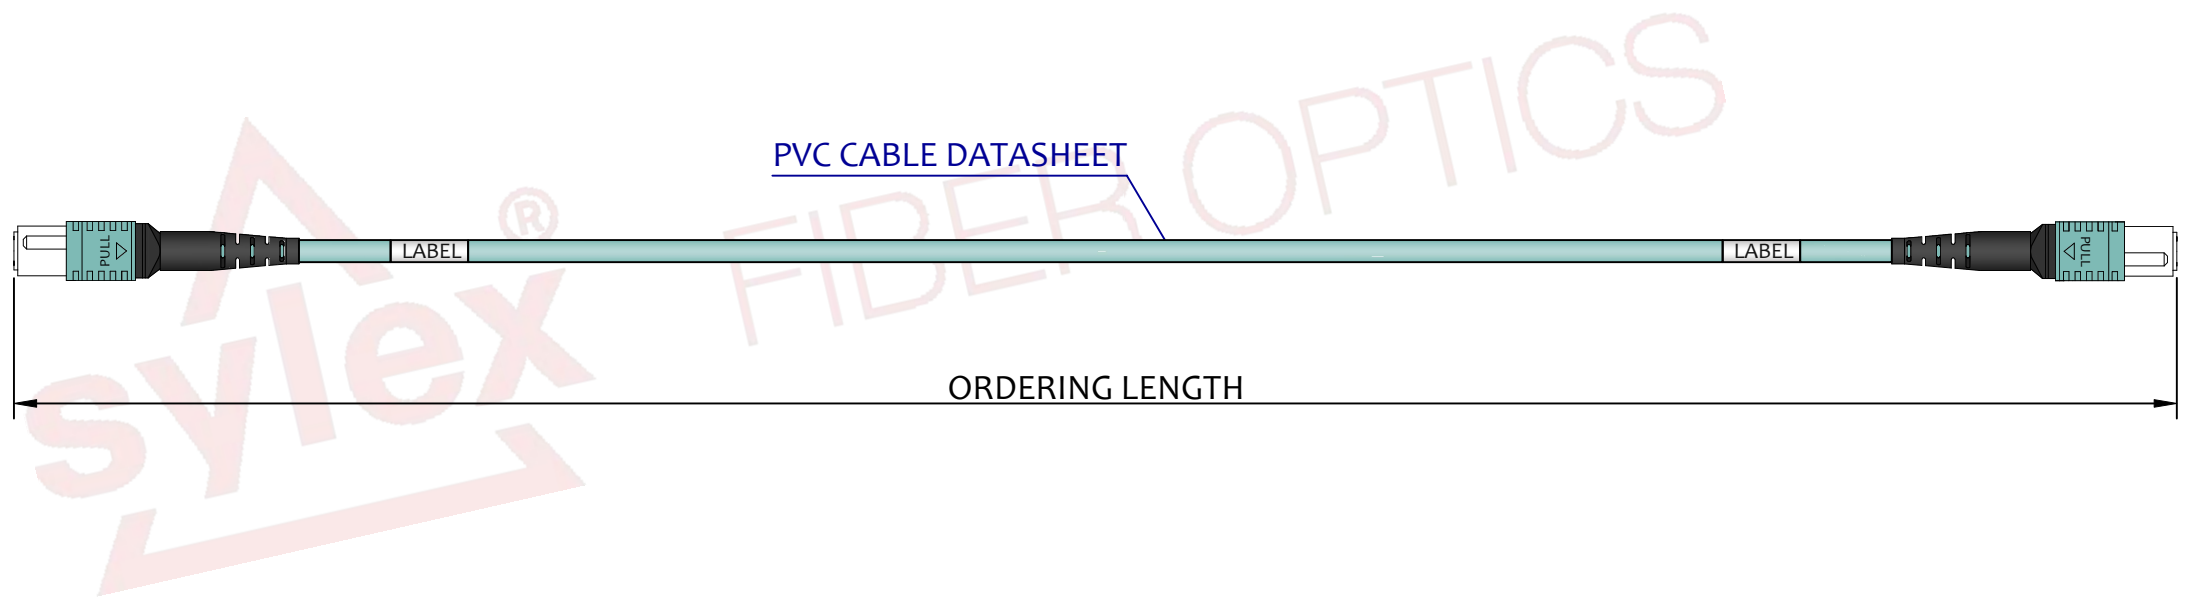 FIBER OPTICS
PVC CABLE DATASHEET
®
PULL
LABEL
LABEL
PULL
sylex
ORDERING LENGTH